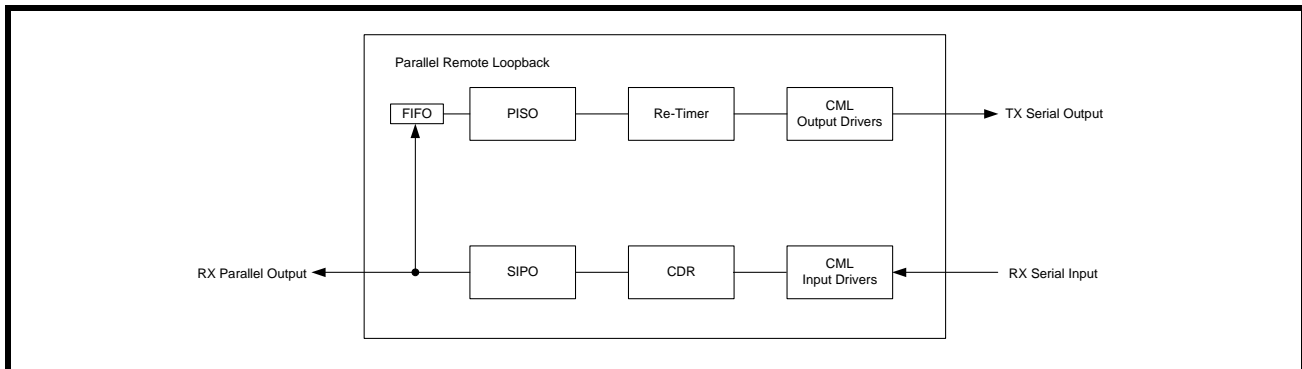 Parallel Remote Loopback
FIFO
PISO
Re-Timer
CML
Output Drivers
TX Serial Output
RX Parallel Output
SIPO
CDR
CML
Input Drivers
RX Serial Input